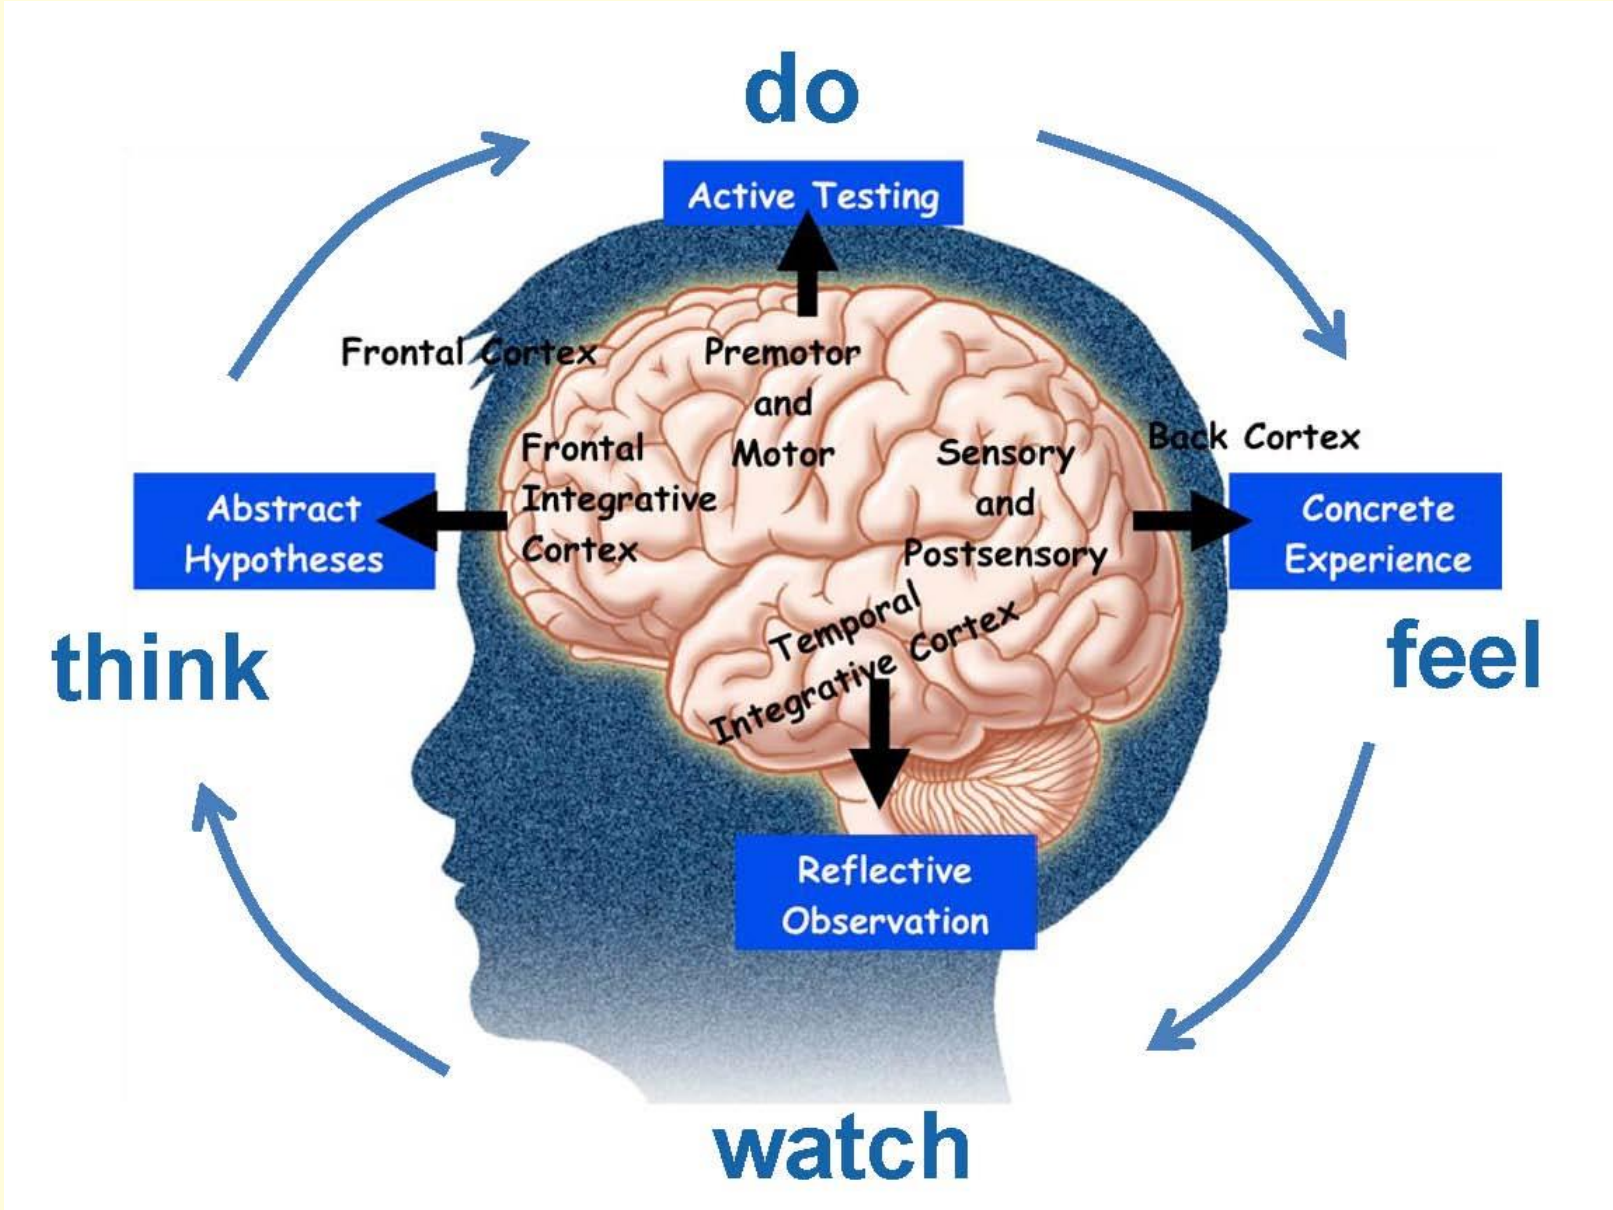 do
Active Testing
Frontal Cortex
Premotor
and
Motor
Frontal
Integrative
Cortex
Sensory
and
Postsensory
Back Cortex
Abstract
Hypotheses
Concrete
Experience
Temporal
Integrative Cortex
think
feel
Reflective
Observation
watch